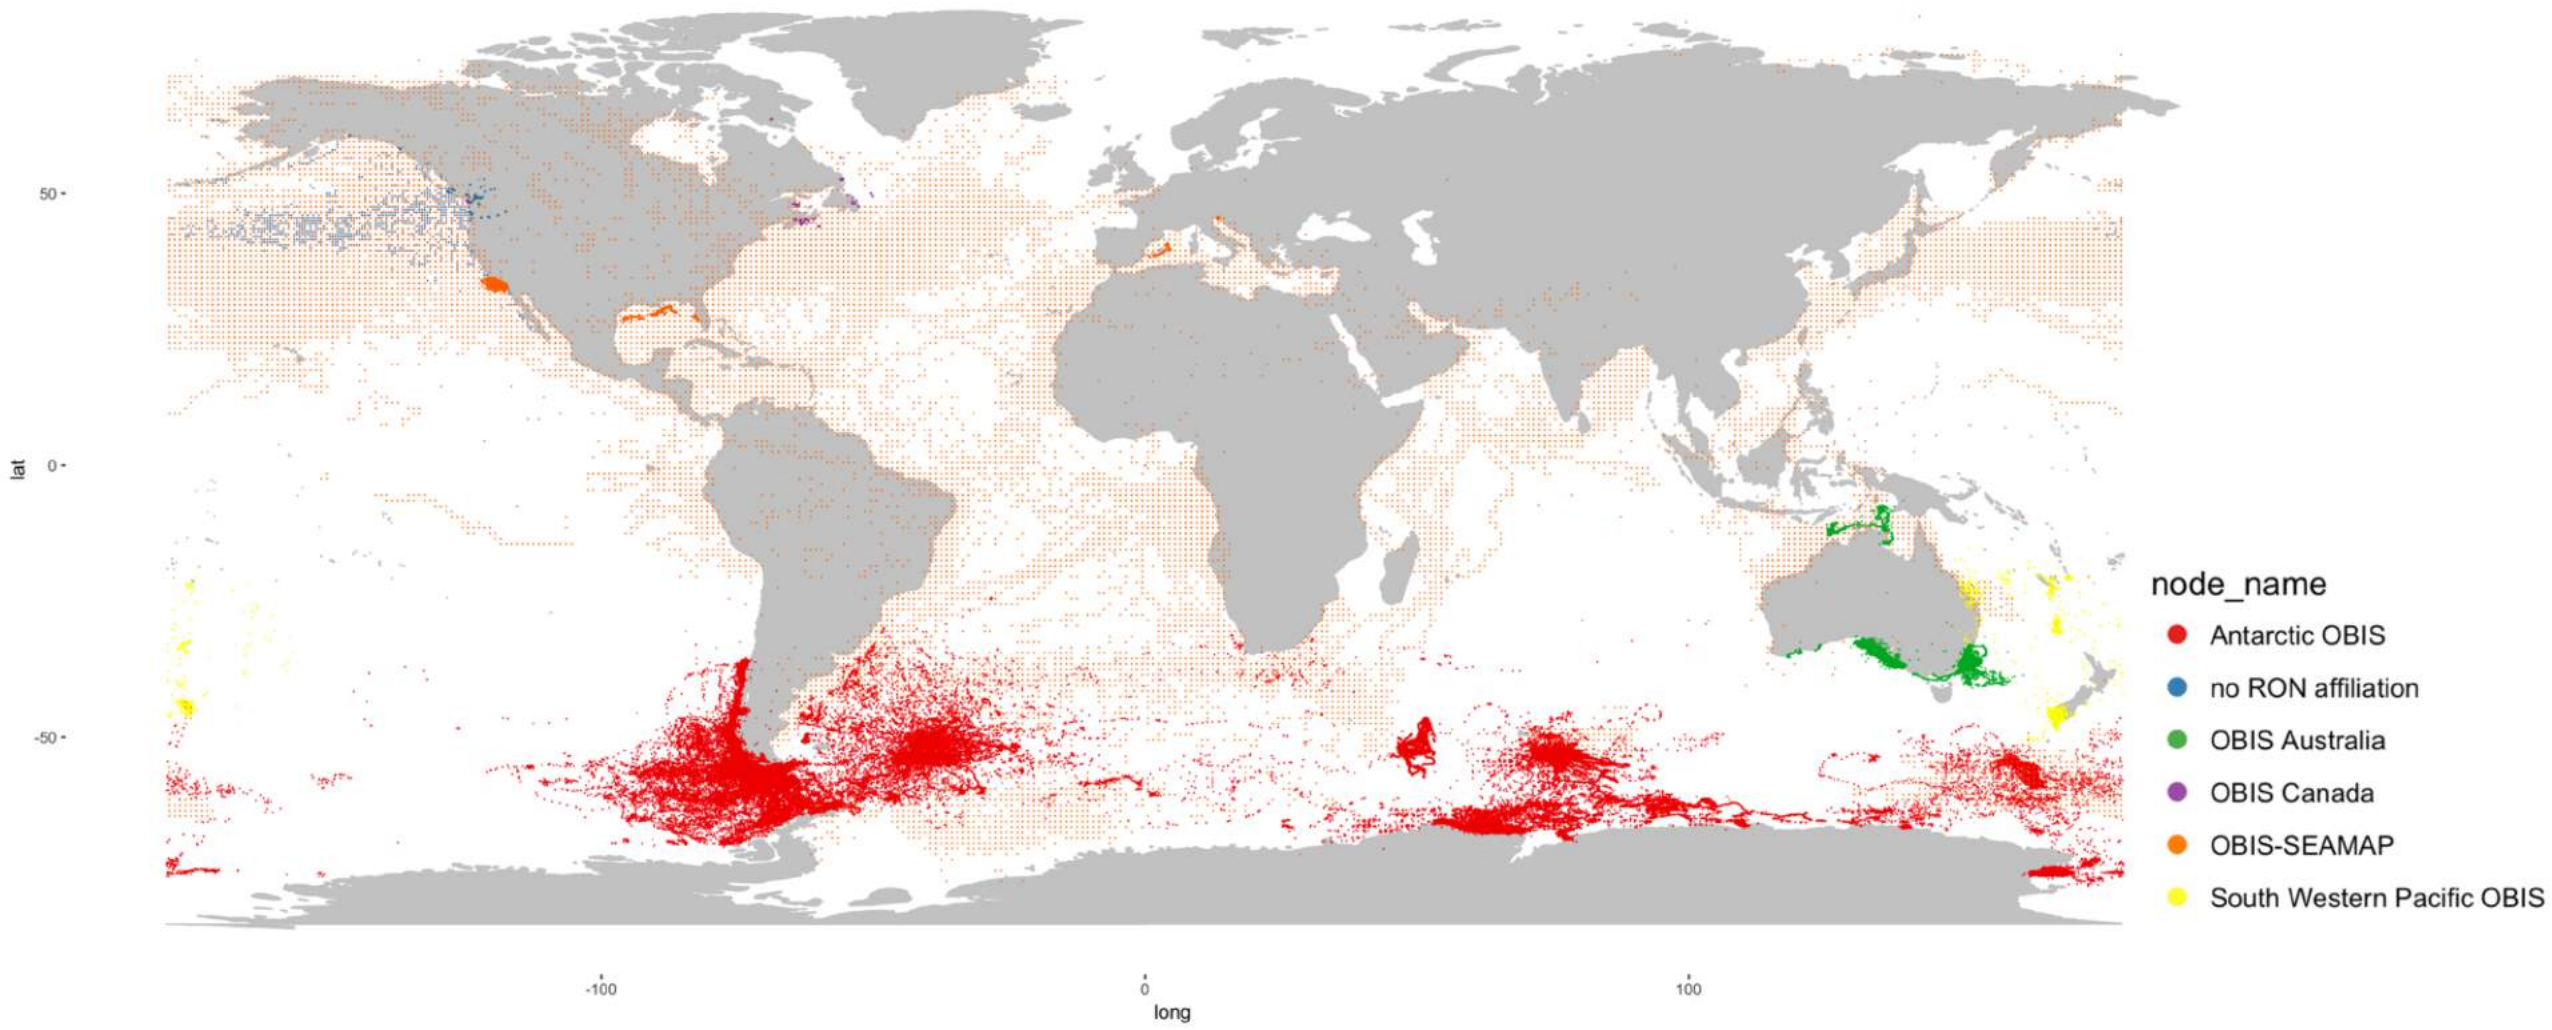 50
0
-50
lat
-100
0
100
long
node_name
Antarctic OBIS
no RON affiliation
OBIS Australia
OBIS Canada
OBIS-SEAMAP
South Western Pacific OBIS